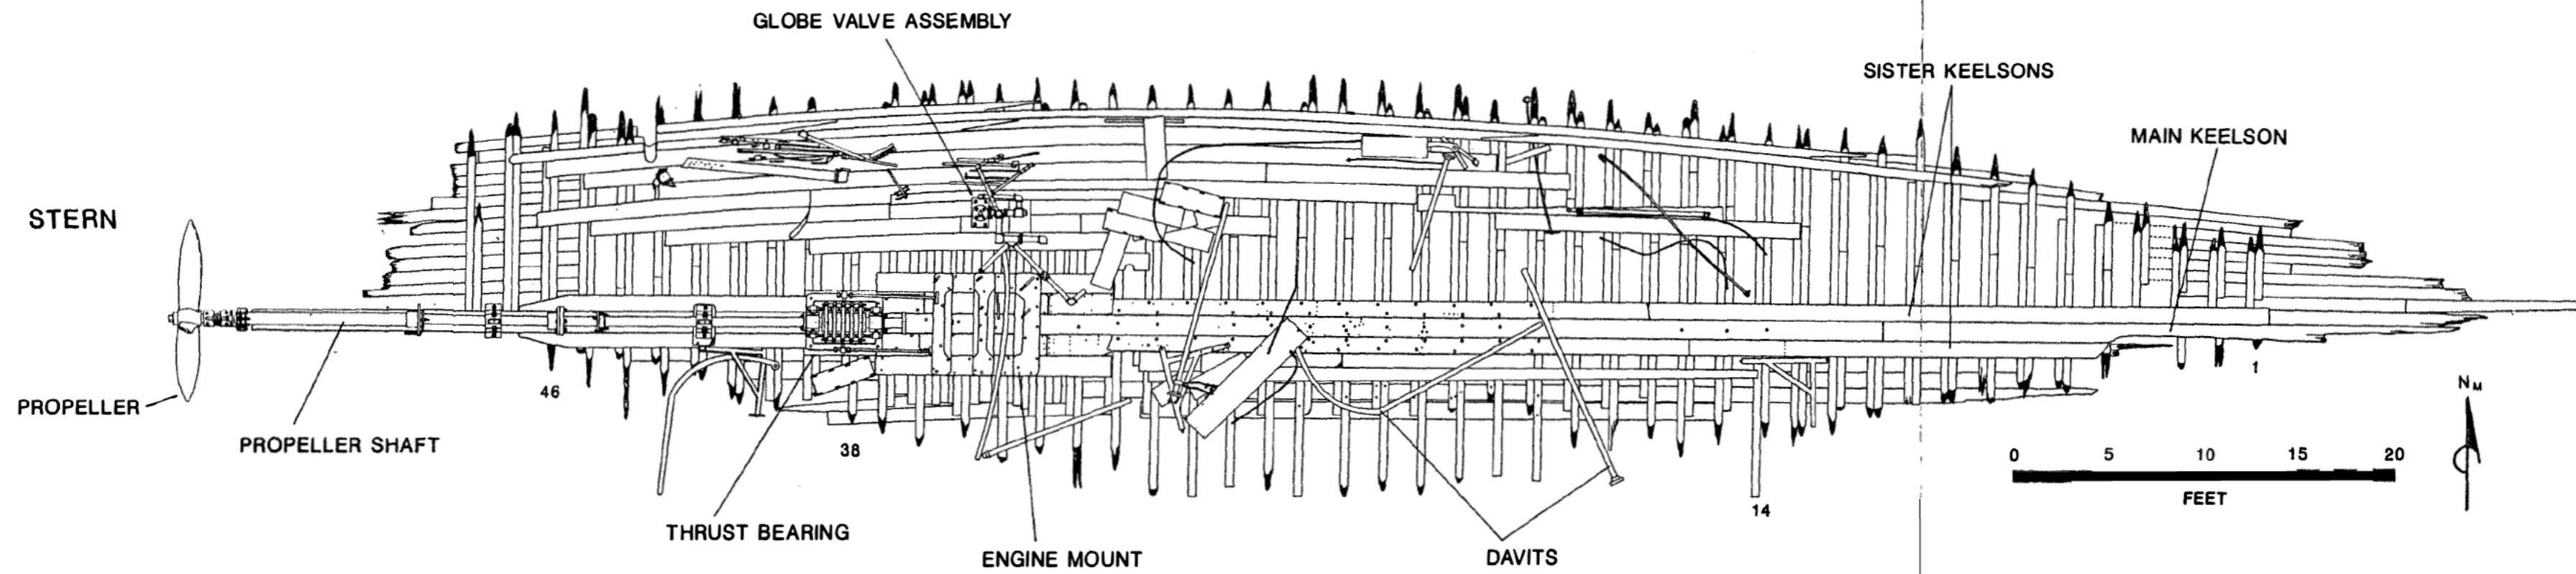 GLOBE VALVE ASSEMBLY
SISTER KEELSONS
MAIN KEELSON
STERN
PROPELLER
PROPELLER SHAFT
46
38
THRUST BEARING
ENGINE MOUNT
DAVITS
14
1
NM
0 5 10 15 20
FEET